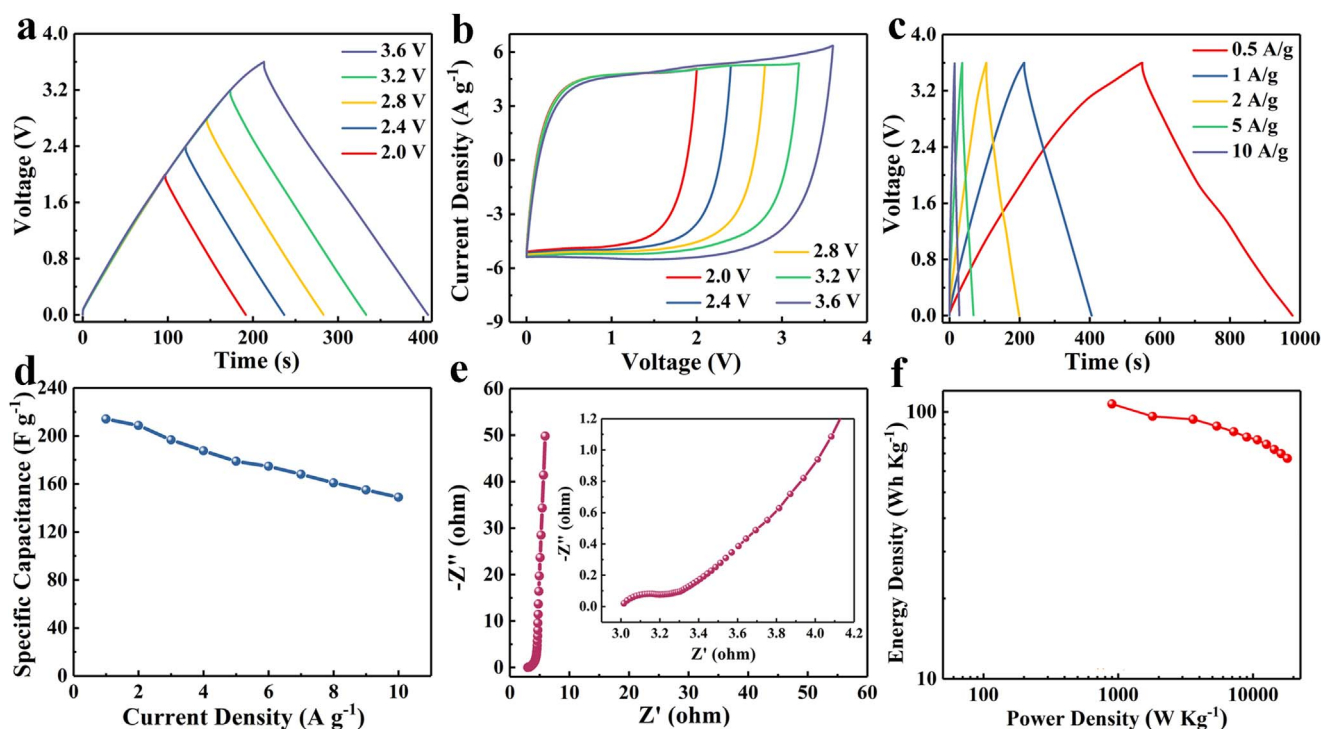 a
4.0
3.2
2.4
1.6
0.8
0.0
Voltage (V)
3.6 V
3.2 V
2.8 V
2.4 V
2.0 V
0
100
200
300
400
Time (s)
b
6
3
0
-3
-6
-9
Current Density (A g-1)
2.0 V
2.4 V
2.8 V
3.2 V
3.6 V
0
1
2
3
4
Voltage (V)
c
4.0
3.2
2.4
1.6
0.8
0.0
Voltage (V)
0.5 A/g
1 A/g
2 A/g
5 A/g
10 A/g
0
200
400
600
800
1000
Time (s)
d
240
200
160
120
80
40
0
Specific Capacitance (F g-1)
0
2
4
6
8
10
Current Density (A g-1)
e
60
50
40
30
20
10
0
-Z'' (ohm)
1.2
1.0
0.8
0.6
0.4
0.2
0.0
-Z'' (ohm)
3.0
3.2
3.4
3.6
3.8
4.0
4.2
Z' (ohm)
0
10
20
30
40
50
60
Z' (ohm)
f
100
10
Energy Density (Wh Kg-1)
100
1000
10000
Power Density (W Kg-1)